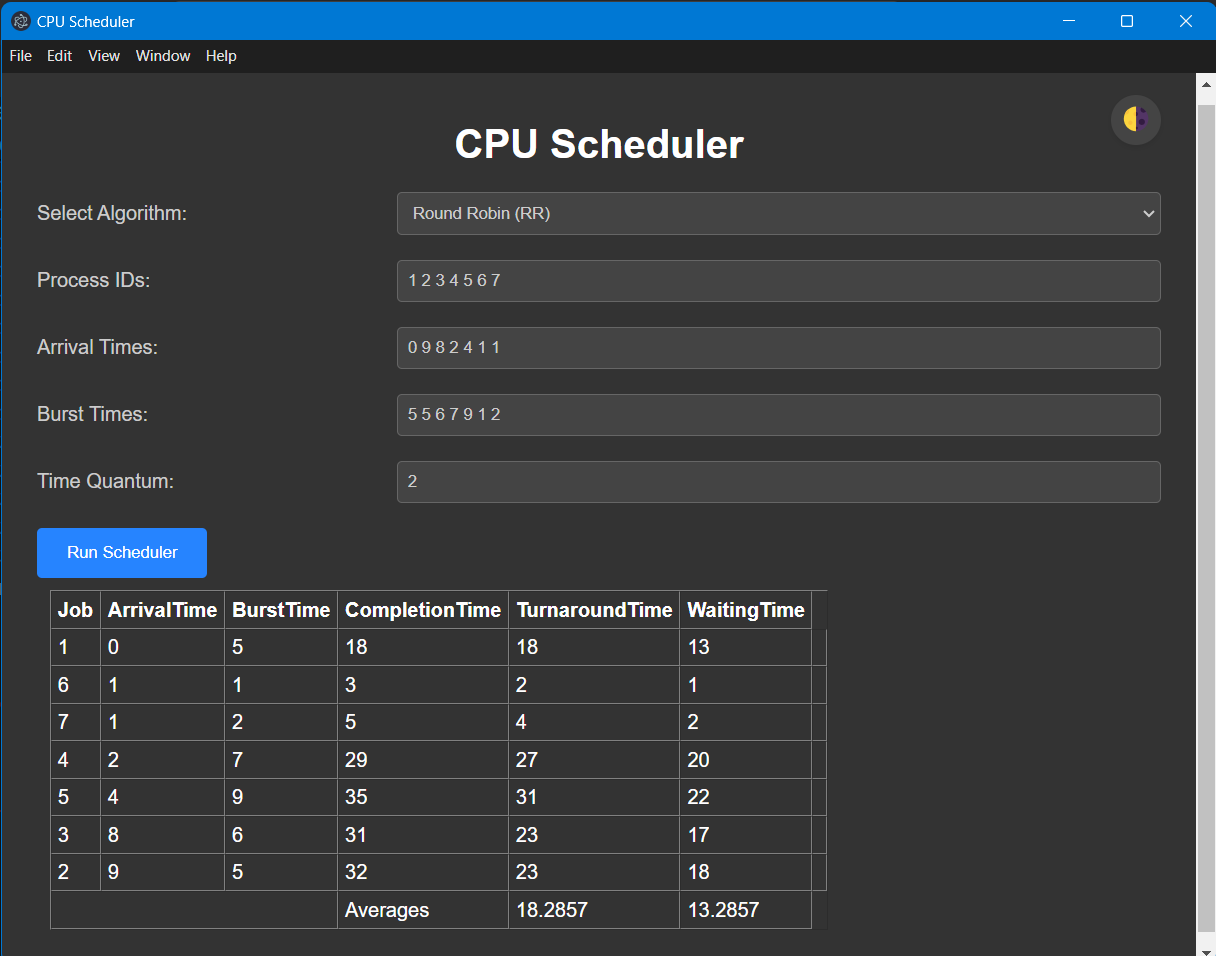 CPU Scheduler
File Edit View Window Help
CPU Scheduler
Select Algorithm: Round Robin (RR)
Process IDs: 1 2 3 4 5 6 7
Arrival Times: 0 9 8 2 4 1 1
Burst Times: 5 5 6 7 9 1 2
Time Quantum: 2
Run Scheduler
Job ArrivalTime BurstTime CompletionTime TurnaroundTime WaitingTime
1 0 5 18 18 13
6 1 1 3 2 1
7 1 2 5 4 2
4 2 7 29 27 20
5 4 9 35 31 22
3 8 6 31 23 17
2 9 5 32 23 18
Averages 18.2857 13.2857